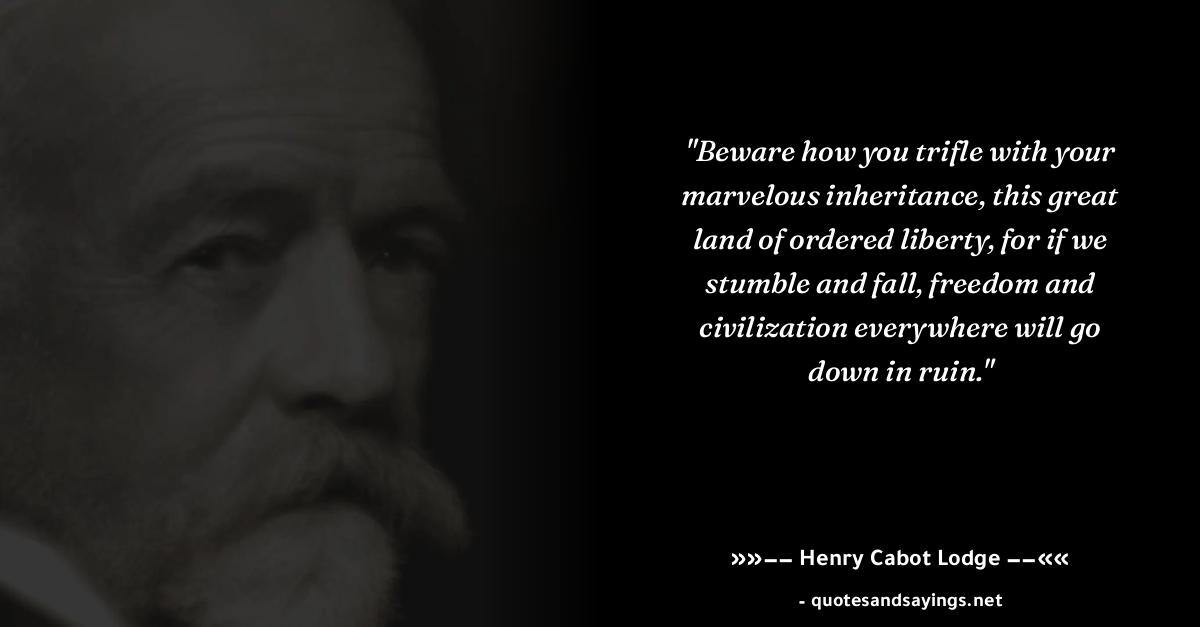 "Beware how you trifle with your
marvelous inheritance, this great
land of ordered liberty, for if we
stumble and fall, freedom and
civilization everywhere will go
down in ruin."
»»−− Henry Cabot Lodge −−««
- quotesandsayings.net